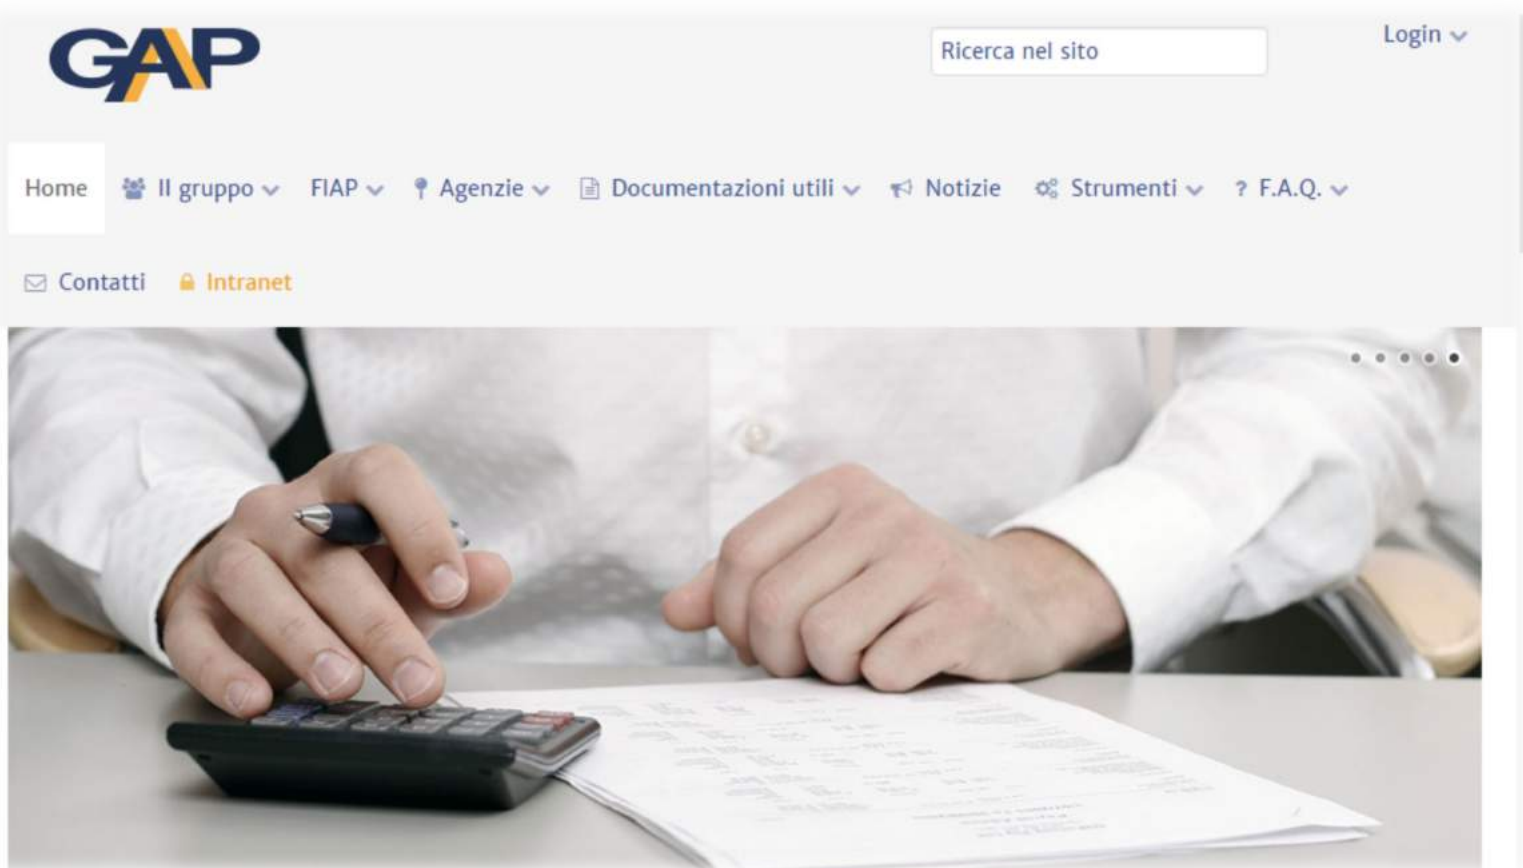 GAP
Ricerca nel sito
Login
Home Il gruppo FIAP Agenzie Documentazioni utili Notizie Strumenti ? F.A.Q.
Contatti Intranet